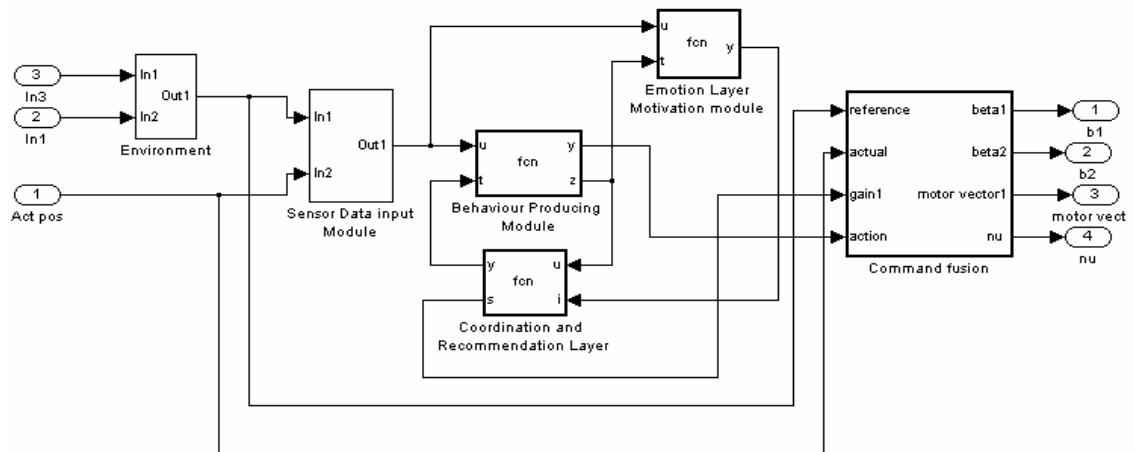 3
In3
2
In1
In1
In2
Out1
Environment
1
Act pos
In1
In2
Out1
Sensor Data input
Module
u
t
fcn
y
z
Behaviour Producing
Module
u
t
fcn
y
Emotion Layer
Motivation module
y
s
fcn
u
i
Coordination and
Recommendation Layer
reference
actual
gain1
action
beta1
beta2
motor vector1
nu
Command fusion
1
b1
2
b2
3
motor vect
4
nu